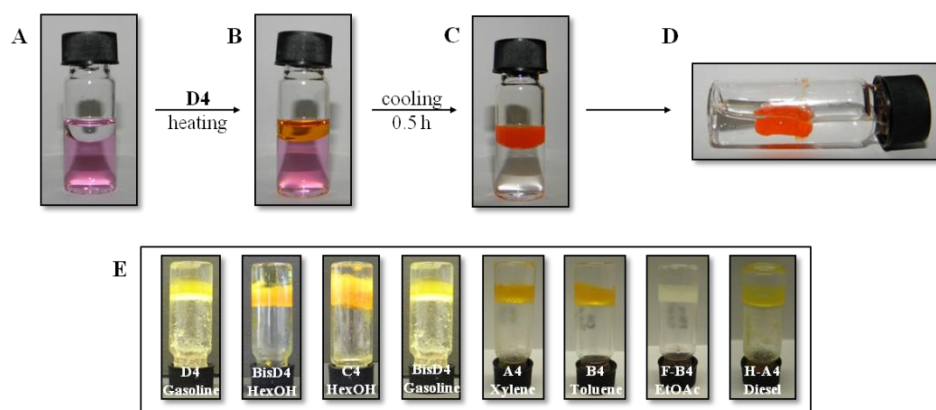 A
B
C
D
D4
heating
cooling
0.5 h
E
D4
Gasoline
BisD4
HexOH
C4
HexOH
BisD4
Gasoline
A4
Xylene
B4
Toluene
F-B4
EtOAc
H-A4
Diesel